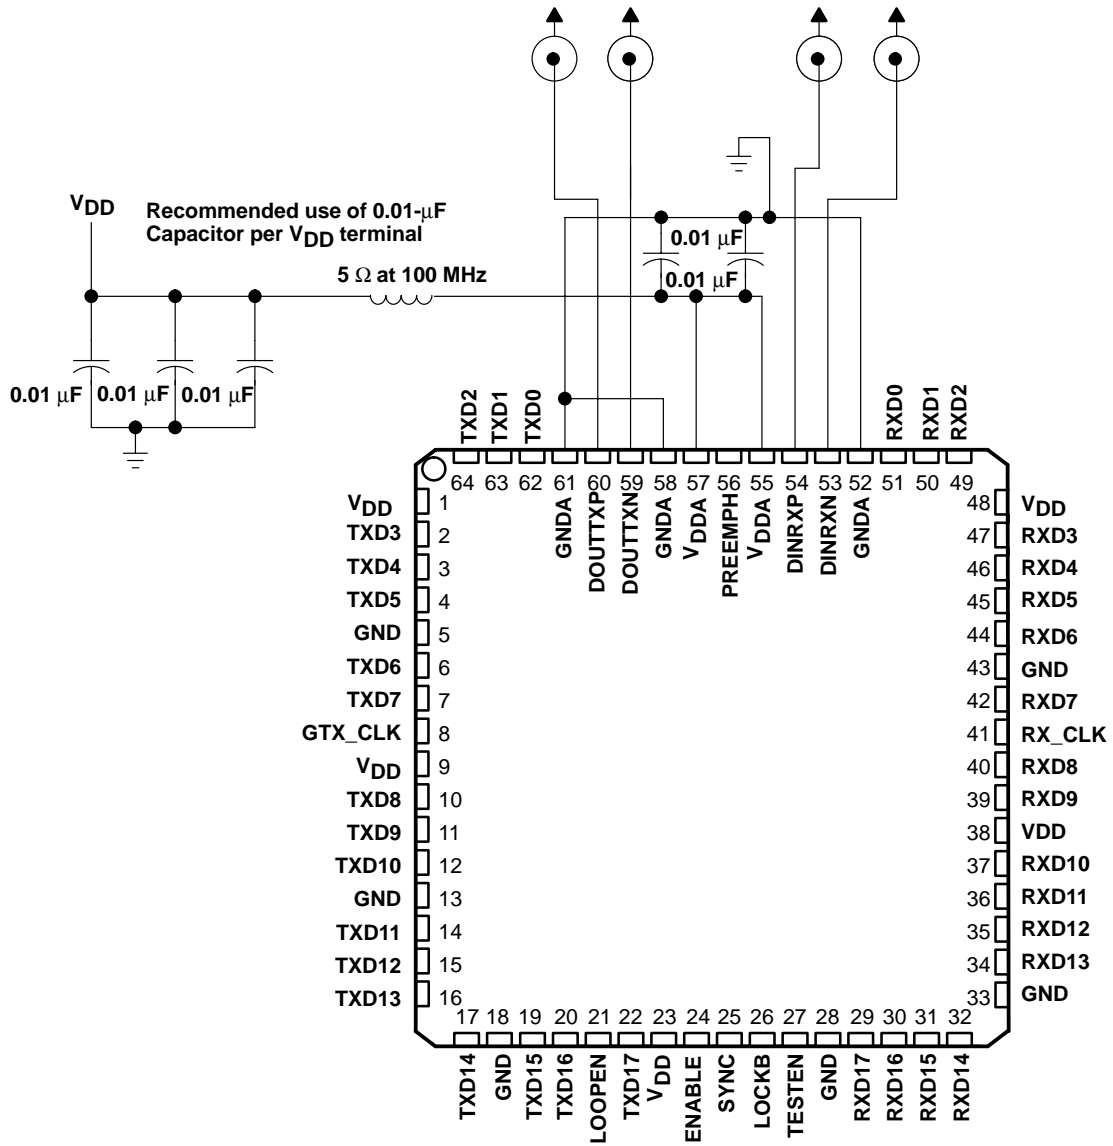 VDD
Recommended use of 0.01-μF
Capacitor per VDD terminal
5 Ω at 100 MHz
0.01 μF
0.01 μF
0.01 μF
0.01 μF
0.01 μF
TXD2
TXD1
TXD0
RXD0
RXD1
RXD2
64 63 62 61 60 59 58 57 56 55 54 53 52 51 50 49
GNDA
DOUTTXP
DOUTTXN
GNDA
VDDA
PREEMPH
VDDA
DINRXP
DINRXN
GNDA
VDD 1
TXD3 2
TXD4 3
TXD5 4
GND 5
TXD6 6
TXD7 7
GTX_CLK 8
VDD 9
TXD8 10
TXD9 11
TXD10 12
GND 13
TXD11 14
TXD12 15
TXD13 16
48 VDD
47 RXD3
46 RXD4
45 RXD5
44 RXD6
43 GND
42 RXD7
41 RX_CLK
40 RXD8
39 RXD9
38 VDD
37 RXD10
36 RXD11
35 RXD12
34 RXD13
33 GND
17 18 19 20 21 22 23 24 25 26 27 28 29 30 31 32
TXD14
GND
TXD15
TXD16
LOOPEN
TXD17
VDD
ENABLE
SYNC
LOCKB
TESTEN
GND
RXD17
RXD16
RXD15
RXD14